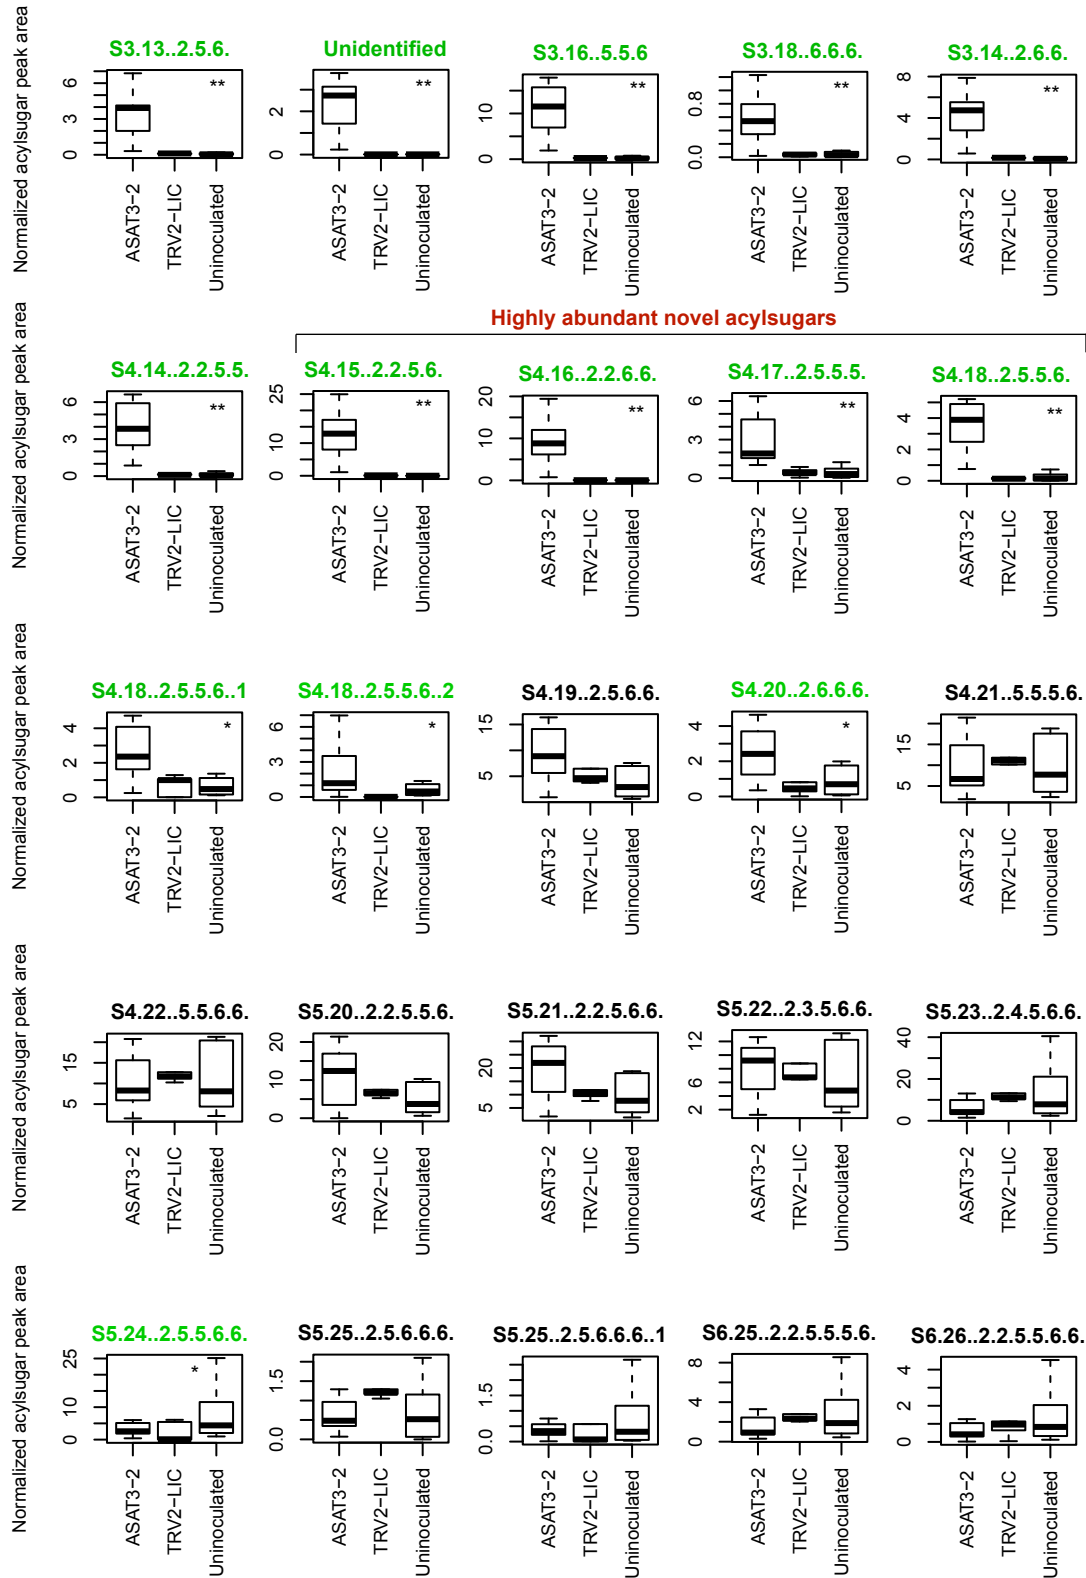 Normalized acylsugar peak area
S3.13..2.5.6. Unidentified S3.16..5.5.6 S3.18..6.6.6. S3.14..2.6.6.
0 3 6 ** 0 2 ** 0 10 ** 0.0 0.8 ** 0 4 8 **
ASAT3−2 TRV2−LIC Uninoculated ASAT3−2 TRV2−LIC Uninoculated ASAT3−2 TRV2−LIC Uninoculated ASAT3−2 TRV2−LIC Uninoculated ASAT3−2 TRV2−LIC Uninoculated
Highly abundant novel acylsugars
Normalized acylsugar peak area
S4.14..2.2.5.5. S4.15..2.2.5.6. S4.16..2.2.6.6. S4.17..2.5.5.5. S4.18..2.5.5.6.
0 3 6 ** 0 10 25 ** 0 10 20 ** 0 2 4 6 ** 0 2 4 **
ASAT3−2 TRV2−LIC Uninoculated ASAT3−2 TRV2−LIC Uninoculated ASAT3−2 TRV2−LIC Uninoculated ASAT3−2 TRV2−LIC Uninoculated ASAT3−2 TRV2−LIC Uninoculated
Normalized acylsugar peak area
S4.18..2.5.5.6..1 S4.18..2.5.5.6..2 S4.19..2.5.6.6. S4.20..2.6.6.6. S4.21..5.5.5.6.
0 2 4 * 0 3 6 * 5 15 0 2 4 * 5 15
ASAT3−2 TRV2−LIC Uninoculated ASAT3−2 TRV2−LIC Uninoculated ASAT3−2 TRV2−LIC Uninoculated ASAT3−2 TRV2−LIC Uninoculated ASAT3−2 TRV2−LIC Uninoculated
Normalized acylsugar peak area
S4.22..5.5.6.6. S5.20..2.2.5.5.6. S5.21..2.2.5.6.6. S5.22..2.3.5.6.6. S5.23..2.4.5.6.6.
5 15 0 10 20 5 20 2 6 12 0 20 40
ASAT3−2 TRV2−LIC Uninoculated ASAT3−2 TRV2−LIC Uninoculated ASAT3−2 TRV2−LIC Uninoculated ASAT3−2 TRV2−LIC Uninoculated ASAT3−2 TRV2−LIC Uninoculated
Normalized acylsugar peak area
S5.24..2.5.5.6.6. S5.25..2.5.6.6.6. S5.25..2.5.6.6.6..1 S6.25..2.2.5.5.5.6. S6.26..2.2.5.5.6.6.
0 10 25 * 0.0 1.5 0.0 1.5 0 4 8 0 2 4
ASAT3−2 TRV2−LIC Uninoculated ASAT3−2 TRV2−LIC Uninoculated ASAT3−2 TRV2−LIC Uninoculated ASAT3−2 TRV2−LIC Uninoculated ASAT3−2 TRV2−LIC Uninoculated